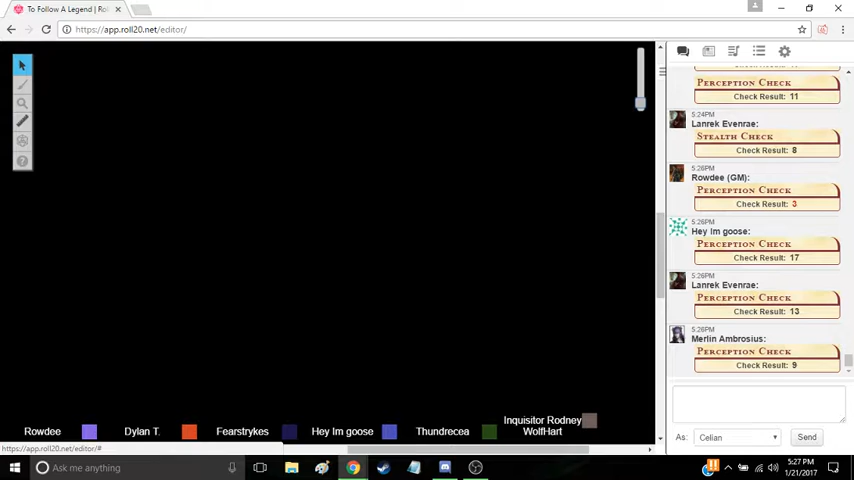 To Follow A Legend | R
https://app.roll20.net/editor/
Perception Check
Check Result: 11
5:24PM
Lanrek Evenrae:
Stealth Check
Check Result: 8
5:26PM
Rowdee (GM):
Perception Check
Check Result: 3
5:26PM
Hey Im goose:
Perception Check
Check Result: 17
5:26PM
Lanrek Evenrae:
Perception Check
Check Result: 13
5:26PM
Merlin Ambrosius:
Perception Check
Check Result: 9
Rowdee
Dylan T.
Fearstrykes
Hey Im goose
Thundrecea
Inquisitor Rodney
WolfHart
As:
Celian
Send
https://app.roll20.net/editor/#
Ask me anything
5:27 PM
1/21/2017